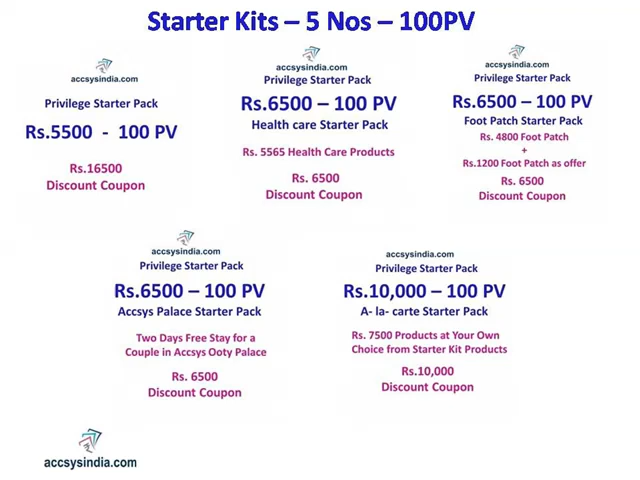 Starter Kits – 5 Nos – 100PV
accsysindia.com
Privilege Starter Pack
Rs.5500 - 100 PV
Rs.16500
Discount Coupon
accsysindia.com
Privilege Starter Pack
Rs.6500 – 100 PV
Health care Starter Pack
Rs. 5565 Health Care Products
Rs. 6500
Discount Coupon
accsysindia.com
Privilege Starter Pack
Rs.6500 – 100 PV
Foot Patch Starter Pack
Rs. 4800 Foot Patch
+
Rs.1200 Foot Patch as offer
Rs. 6500
Discount Coupon
accsysindia.com
Privilege Starter Pack
Rs.6500 – 100 PV
Accsys Palace Starter Pack
Two Days Free Stay for a
Couple in Accsys Ooty Palace
Rs. 6500
Discount Coupon
accsysindia.com
Privilege Starter Pack
Rs.10,000 – 100 PV
A- la- carte Starter Pack
Rs. 7500 Products at Your Own
Choice from Starter Kit Products
Rs.10,000
Discount Coupon
accsysindia.com